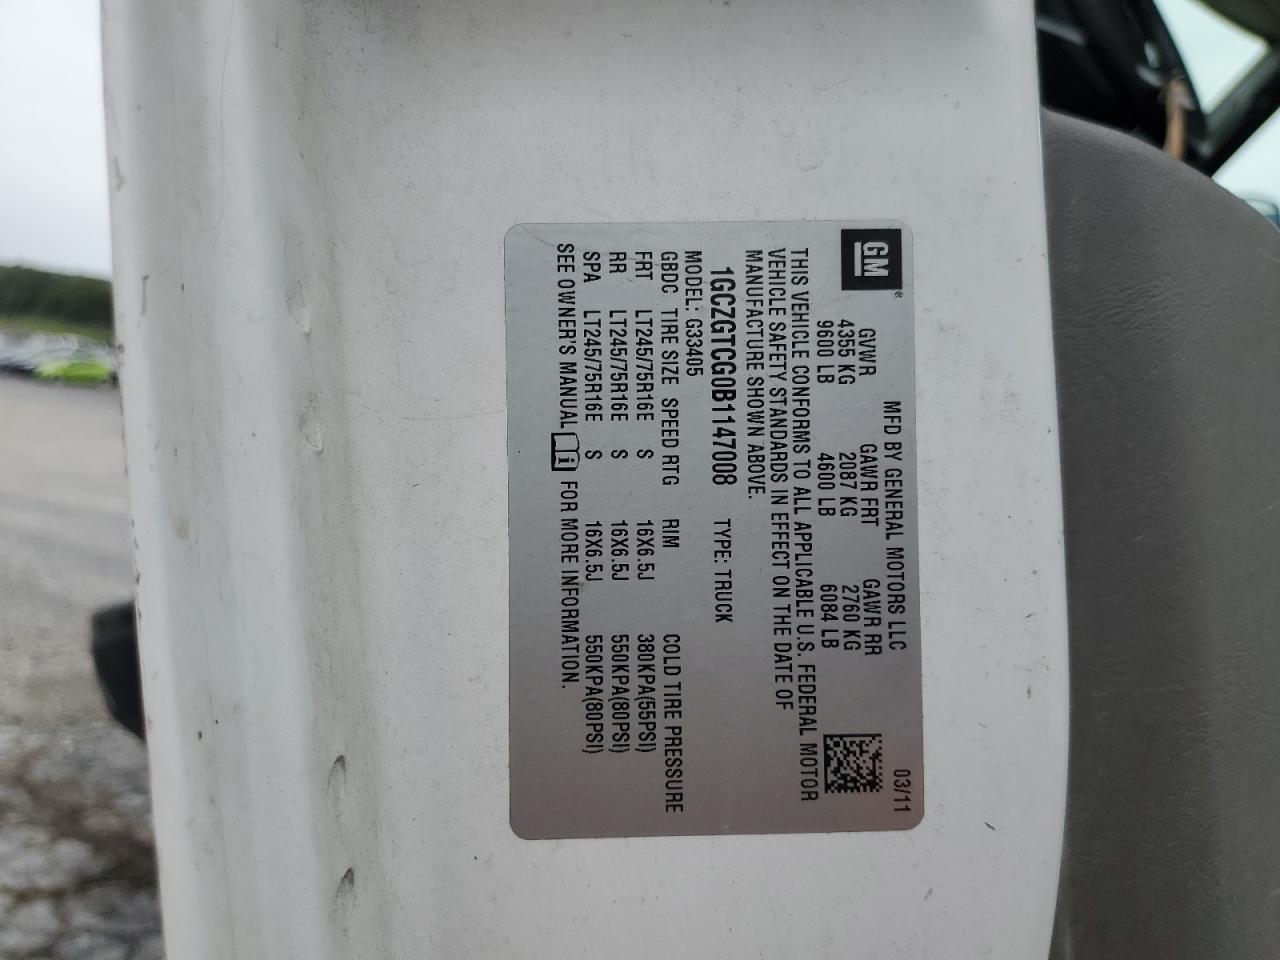 GM®
MFD BY GENERAL MOTORS LLC 03/11
GVWR GAWR FRT GAWR RR
4355 KG 2087 KG 2760 KG
9600 LB 4600 LB 6084 LB
THIS VEHICLE CONFORMS TO ALL APPLICABLE U.S. FEDERAL MOTOR
VEHICLE SAFETY STANDARDS IN EFFECT ON THE DATE OF
MANUFACTURE SHOWN ABOVE.
1GCZGTCG0B1147008 TYPE: TRUCK
MODEL: G33405
GBDC TIRE SIZE SPEED RTG RIM COLD TIRE PRESSURE
FRT LT245/75R16E S 16X6.5J 380KPA(55PSI)
RR LT245/75R16E S 16X6.5J 550KPA(80PSI)
SPA LT245/75R16E S 16X6.5J 550KPA(80PSI)
SEE OWNER'S MANUAL i FOR MORE INFORMATION.